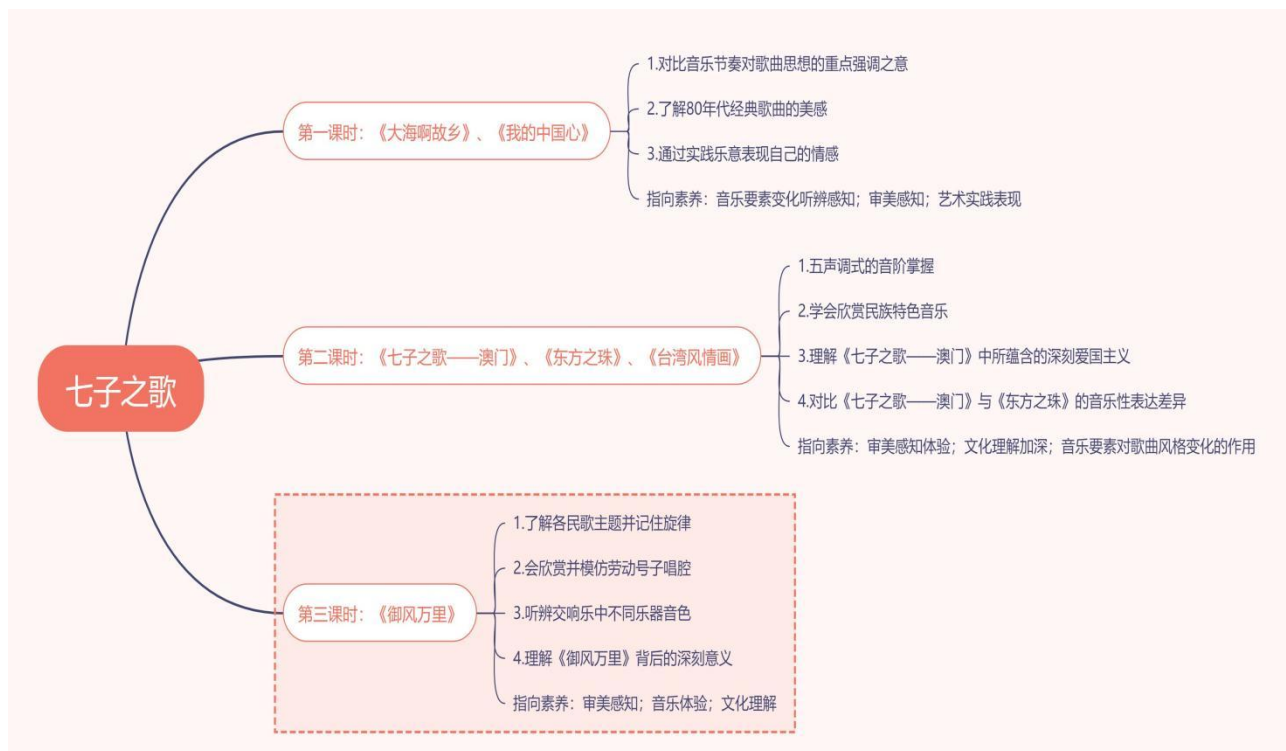 七子之歌
第一课时：《大海啊故乡》、《我的中国心》
1.对比音乐节奏对歌曲思想的重点强调之意
2.了解80年代经典歌曲的美感
3.通过实践乐意表现自己的情感
指向素养：音乐要素变化听辨感知；审美感知；艺术实践表现
第二课时：《七子之歌——澳门》、《东方之珠》、《台湾风情画》
1.五声调式的音阶掌握
2.学会欣赏民族特色音乐
3.理解《七子之歌——澳门》中所蕴含的深刻爱国主义
4.对比《七子之歌——澳门》与《东方之珠》的音乐性表达差异
指向素养：审美感知体验；文化理解加深；音乐要素对歌曲风格变化的作用
第三课时：《御风万里》
1.了解各民歌主题并记住旋律
2.会欣赏并模仿劳动号子唱腔
3.听辨交响乐中不同乐器音色
4.理解《御风万里》背后的深刻意义
指向素养：审美感知；音乐体验；文化理解